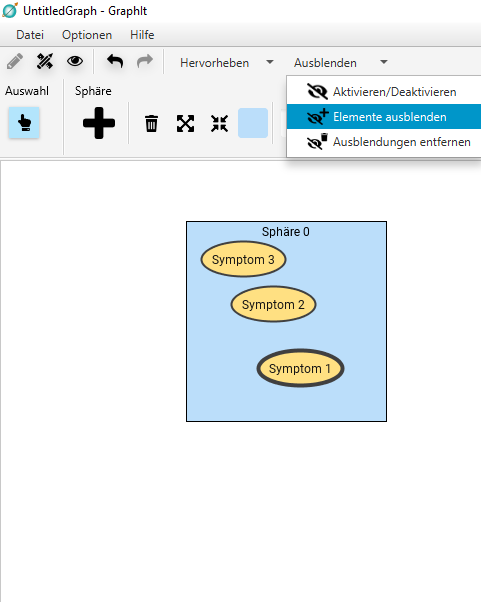 UntitledGraph - GraphIt
Datei Optionen Hilfe
Hervorheben Ausblenden
Auswahl Sphäre
Aktivieren/Deaktivieren
Elemente ausblenden
Ausblendungen entfernen
Sphäre 0
Symptom 3
Symptom 2
Symptom 1